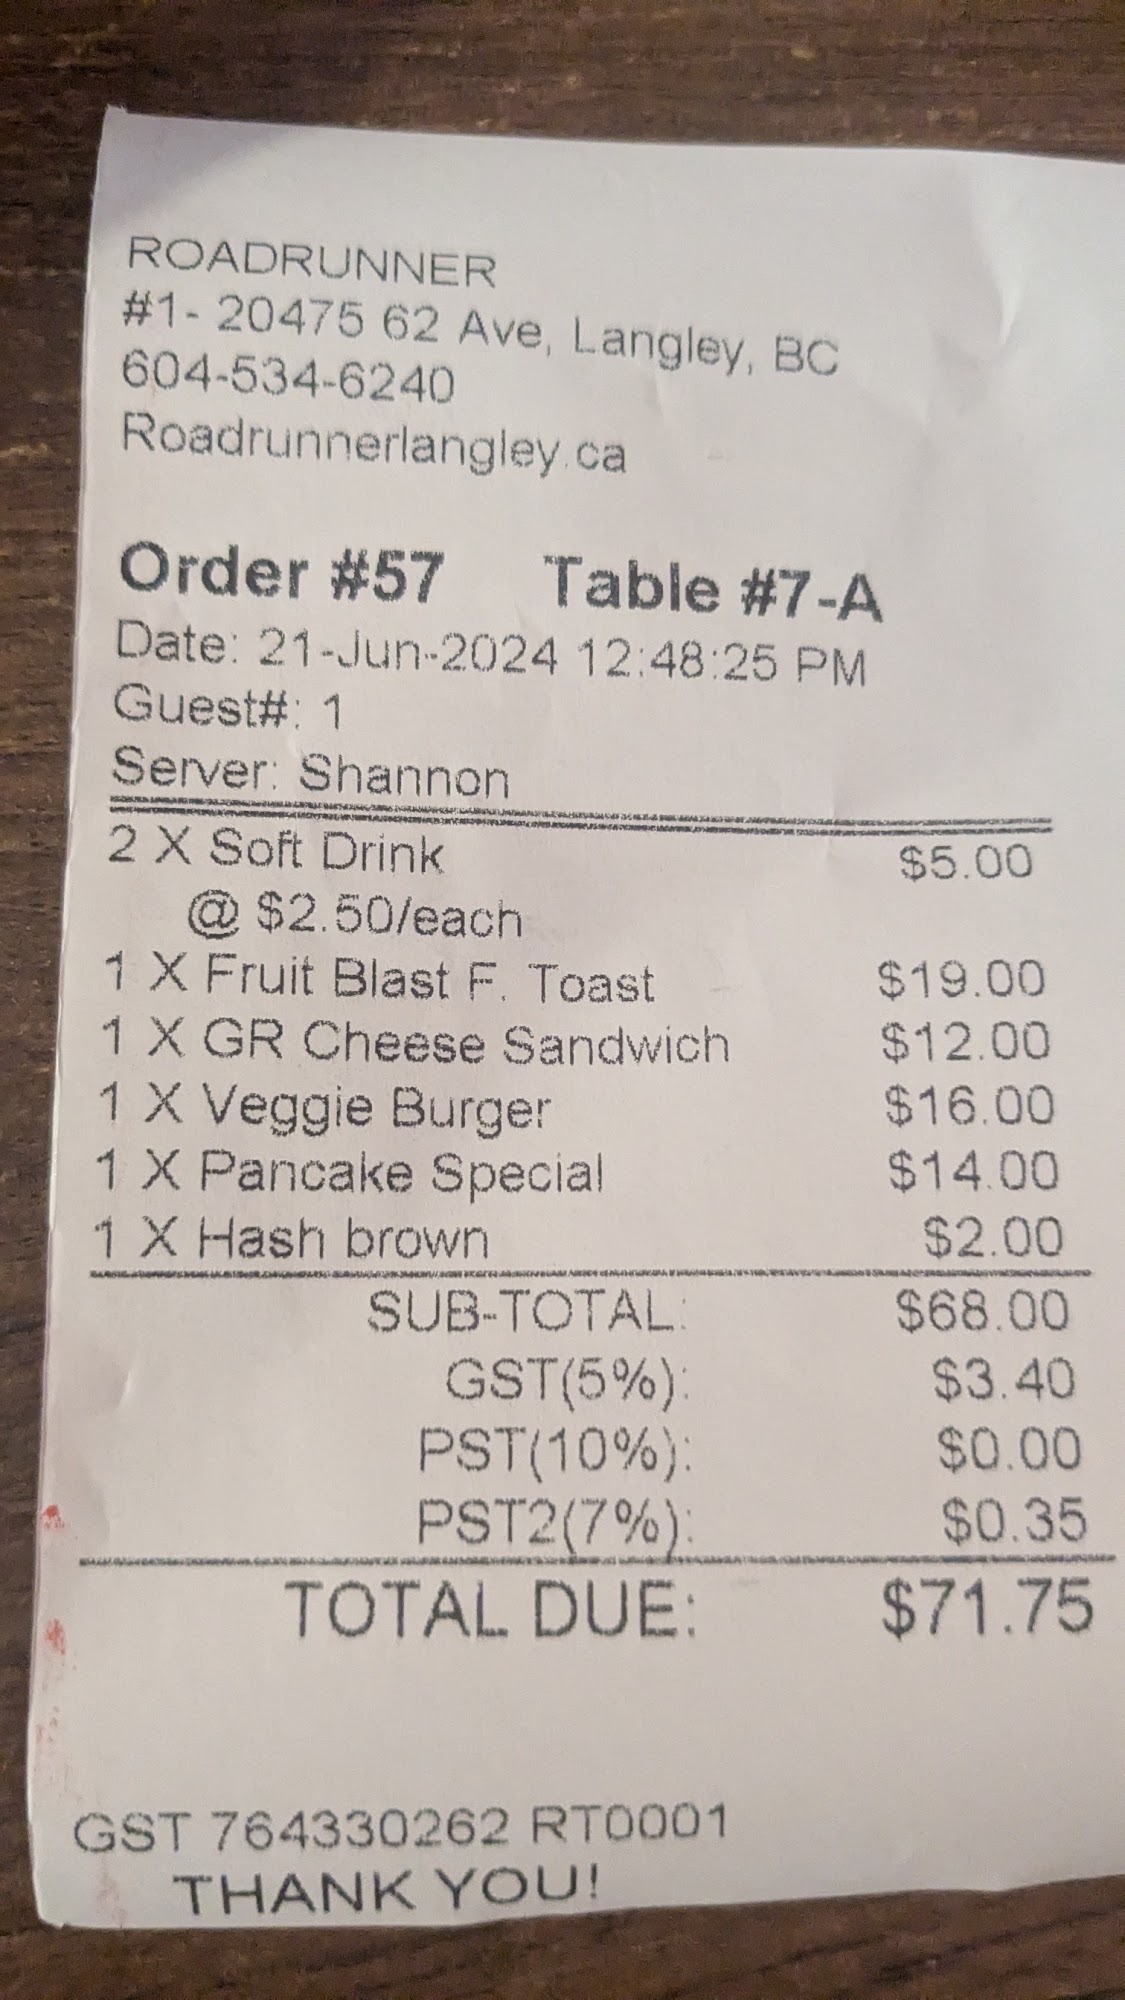 ROADRUNNER
#1- 20475 62 Ave, Langley, BC
604-534-6240
Roadrunnerlangley.ca
Order #57 Table #7-A
Date: 21-Jun-2024 12:48:25 PM
Guest#: 1
Server: Shannon
2 X Soft Drink $5.00
@ $2.50/each
1 X Fruit Blast F. Toast $19.00
1 X GR Cheese Sandwich $12.00
1 X Veggie Burger $16.00
1 X Pancake Special $14.00
1 X Hash brown $2.00
SUB-TOTAL: $68.00
GST(5%): $3.40
PST(10%): $0.00
PST2(7%): $0.35
TOTAL DUE: $71.75
GST 764330262 RT0001
THANK YOU!